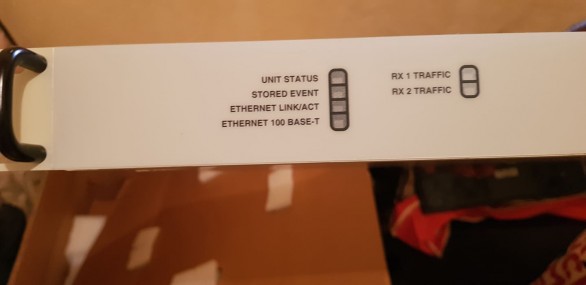 UNIT STATUS
STORED EVENT
ETHERNET LINK/ACT
ETHERNET 100 BASE-T
RX 1 TRAFFIC
RX 2 TRAFFIC